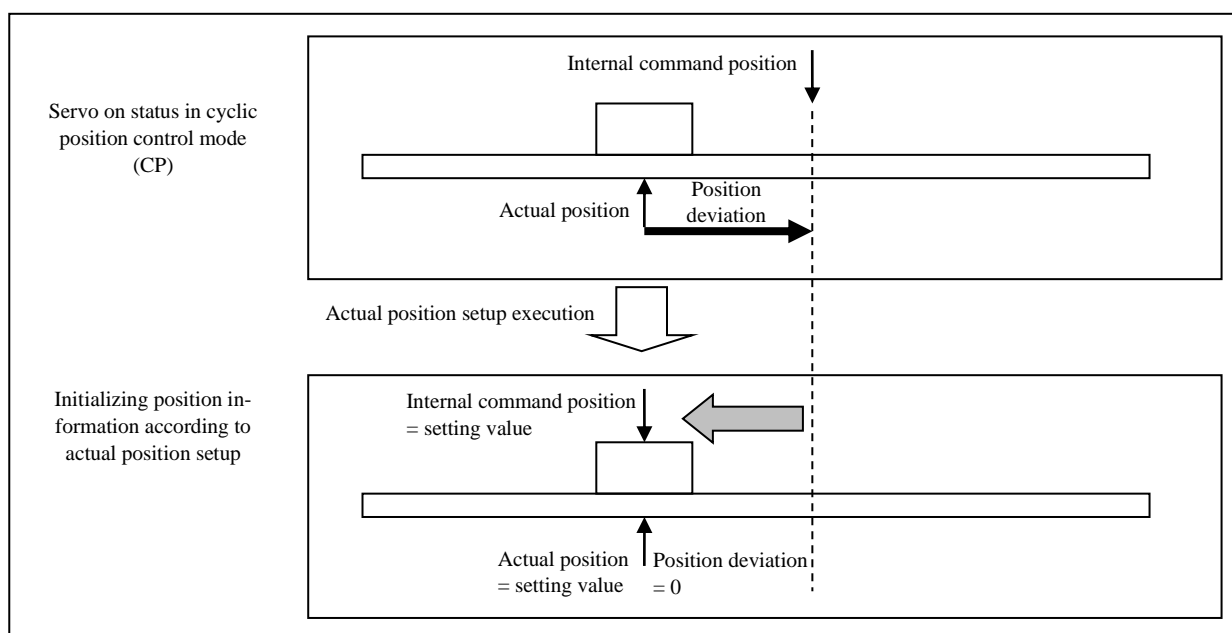 Internal command position
Servo on status in cyclic
position control mode
(CP)
Position
deviation
Actual position
Actual position setup execution
Initializing position in-
formation according to
actual position setup
Internal command position
= setting value
Actual position
= setting value
Position deviation
= 0